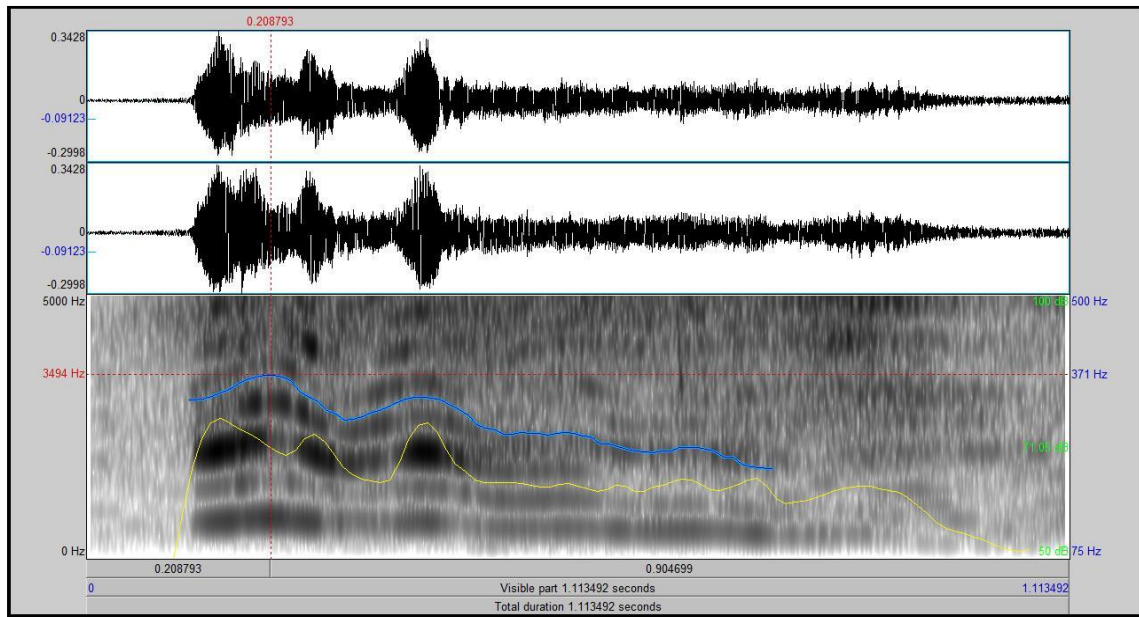 0.208793
0.3428
0
-0.09123
-0.2998
0.3428
0
-0.09123
-0.2998
5000 Hz 100 dB 500 Hz
3494 Hz 371 Hz
71.05 dB
0 Hz 50 dB 75 Hz
0.208793 0.904699
0 Visible part 1.113492 seconds 1.113492
Total duration 1.113492 seconds